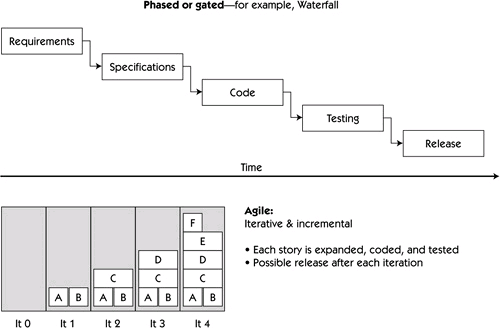 Phased or gated—for example, Waterfall
Requirements
Specifications
Code
Testing
Release
Time
F
E
D D
C C C
A B A B A B A B
It 0 It 1 It 2 It 3 It 4
Agile:
Iterative & incremental
• Each story is expanded, coded, and tested
• Possible release after each iteration